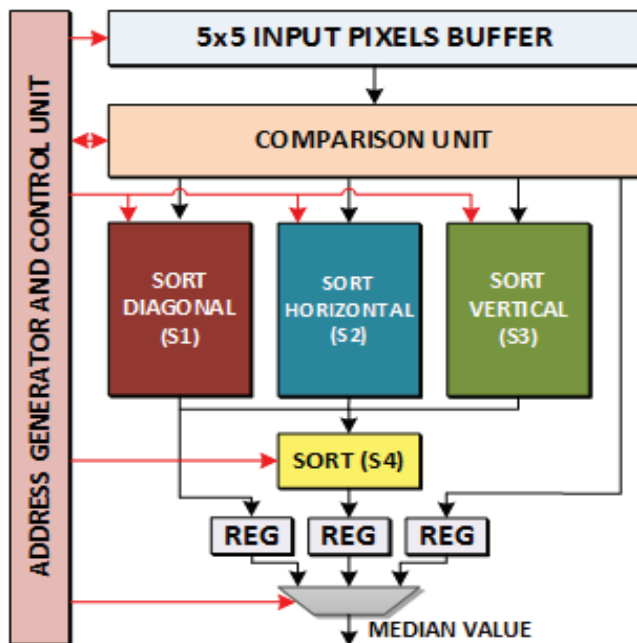 ADDRESS GENERATOR AND CONTROL UNIT
5x5 INPUT PIXELS BUFFER
COMPARISON UNIT
SORT
DIAGONAL
(S1)
SORT
HORIZONTAL
(S2)
SORT
VERTICAL
(S3)
SORT (S4)
REG
REG
REG
MEDIAN VALUE